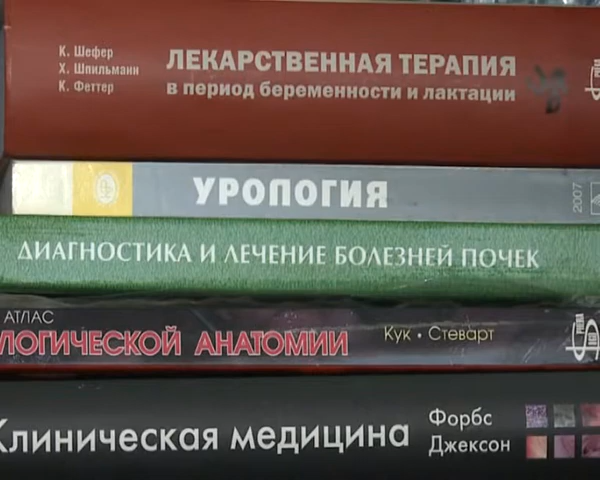 К. Шефер
Х. Шпильманн
К. Феттер
ЛЕКАРСТВЕННАЯ ТЕРАПИЯ
в период беременности и лактации
УРОЛОГИЯ
2007
ДИАГНОСТИКА И ЛЕЧЕНИЕ БОЛЕЗНЕЙ ПОЧЕК
АТЛАС
ЛОГИЧЕСКОЙ АНАТОМИИ
Кук • Стеварт
Клиническая медицина
Форбс
Джексон